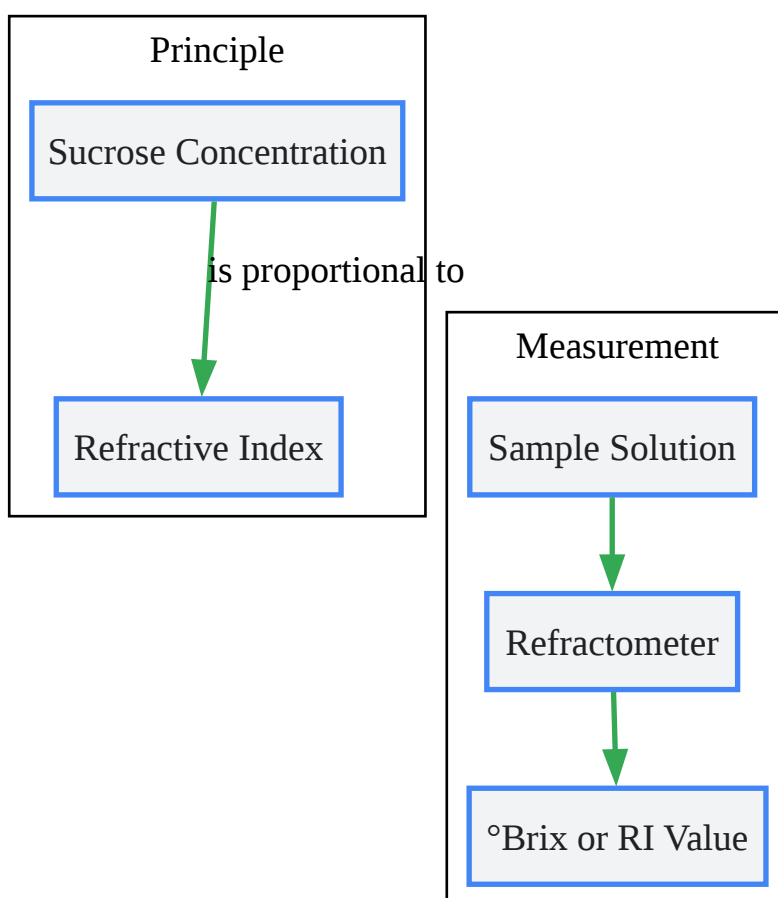 Principle
Sucrose Concentration
is proportional to
Refractive Index
Measurement
Sample Solution
Refractometer
°Brix or RI Value